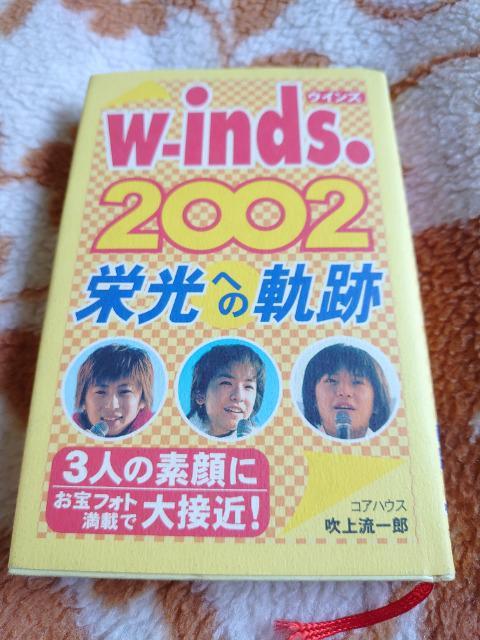 ウインズ
w-inds.
2002
栄光への軌跡
3人の素顔に
お宝フォト満載で大接近!
コアハウス
吹上流一郎